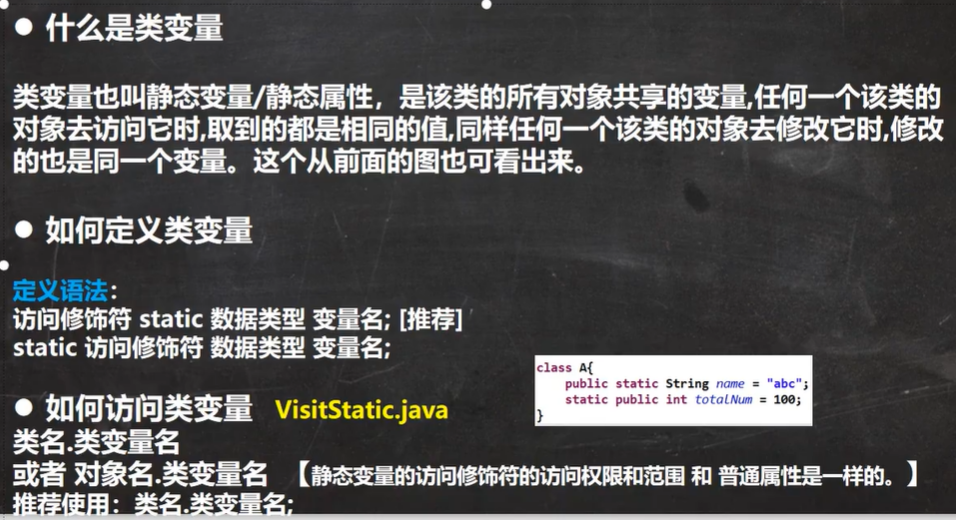 ● 什么是类变量
类变量也叫静态变量/静态属性，是该类的所有对象共享的变量,任何一个该类的
对象去访问它时,取到的都是相同的值,同样任何一个该类的对象去修改它时,修改
的也是同一个变量。这个从前面的图也可看出来。
● 如何定义类变量
定义语法：
访问修饰符 static 数据类型 变量名; [推荐]
static 访问修饰符 数据类型 变量名;
class A{
public static String name = "abc";
static public int totalNum = 100;
}
● 如何访问类变量 VisitStatic.java
类名.类变量名
或者 对象名.类变量名 【静态变量的访问修饰符的访问权限和范围 和 普通属性是一样的。】
推荐使用：类名.类变量名;